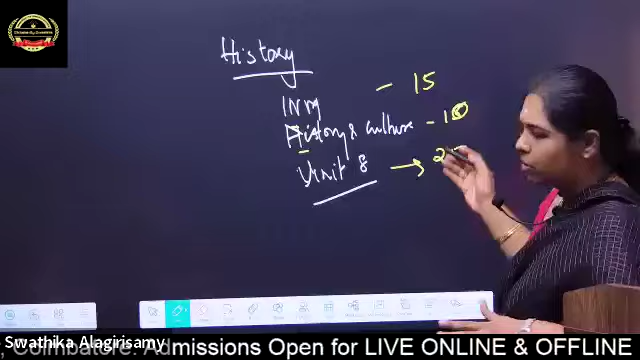 History
INM - 15
History & Culture - 10
Unit 8 → 2
Swathika Alagirisamy
, Coimbatore. Admissions Open for LIVE ONLINE & OFFLINE